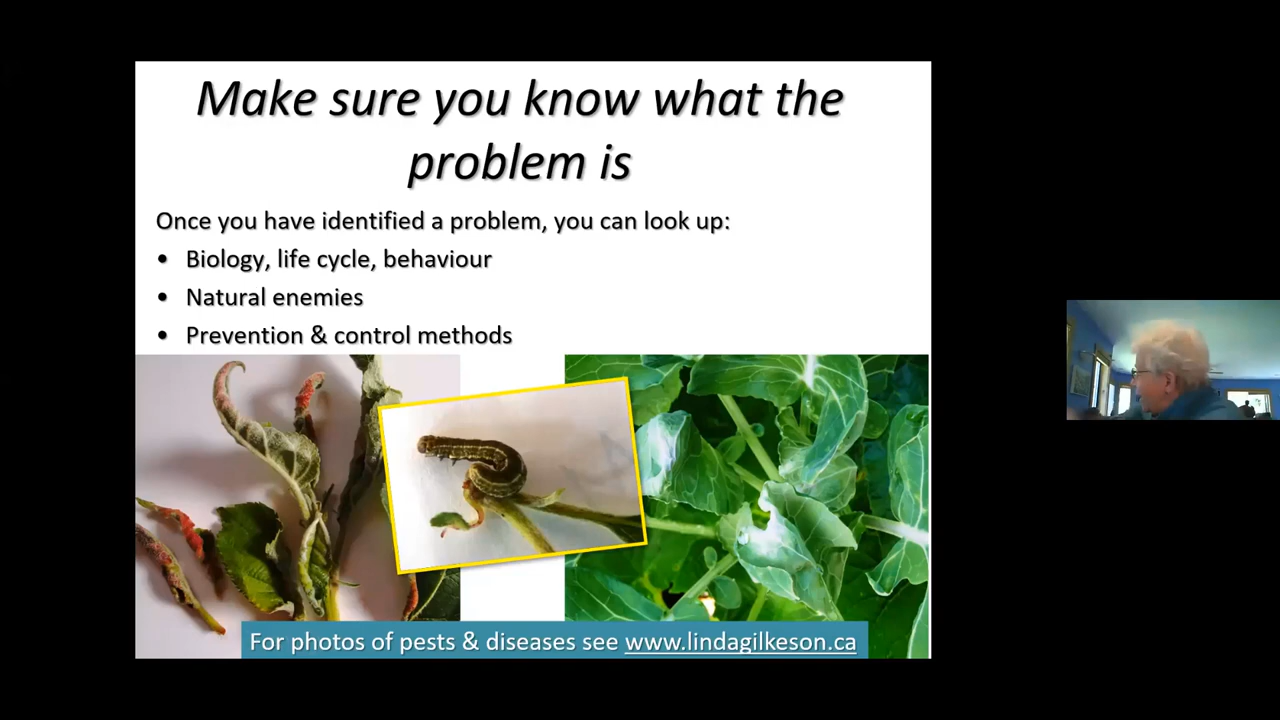 Make sure you know what the
problem is
Once you have identified a problem, you can look up:
• Biology, life cycle, behaviour
• Natural enemies
• Prevention & control methods
For photos of pests & diseases see www.lindagilkeson.ca